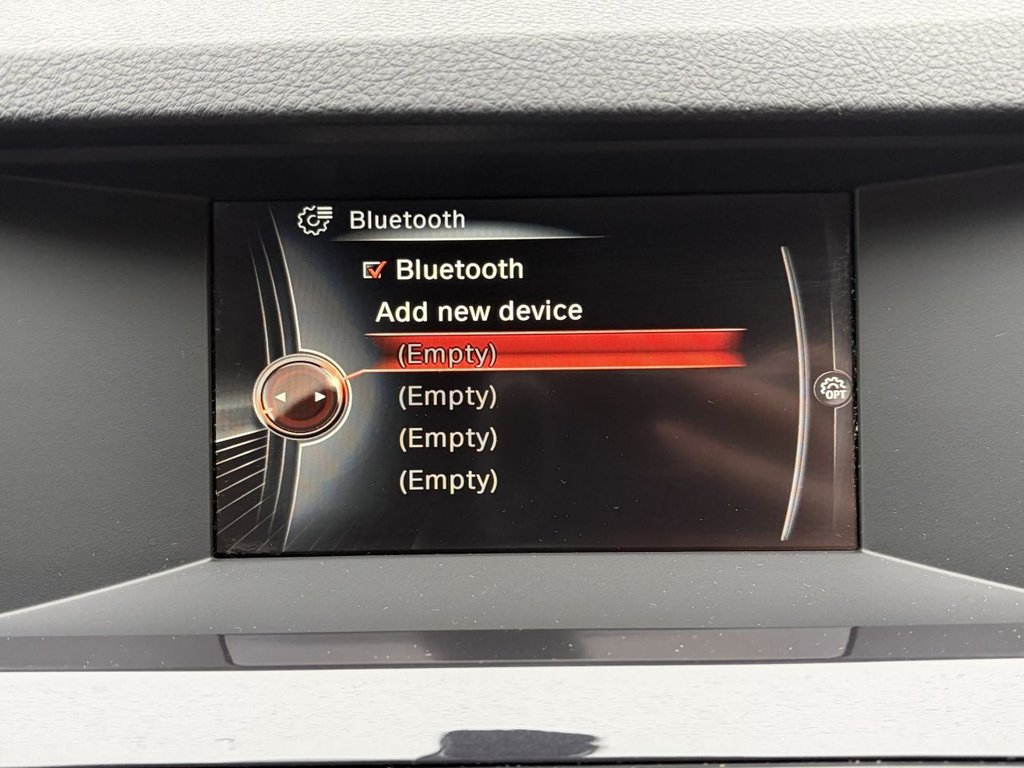 Bluetooth
Bluetooth
Add new device
(Empty)
(Empty)
OPT
(Empty)
(Empty)